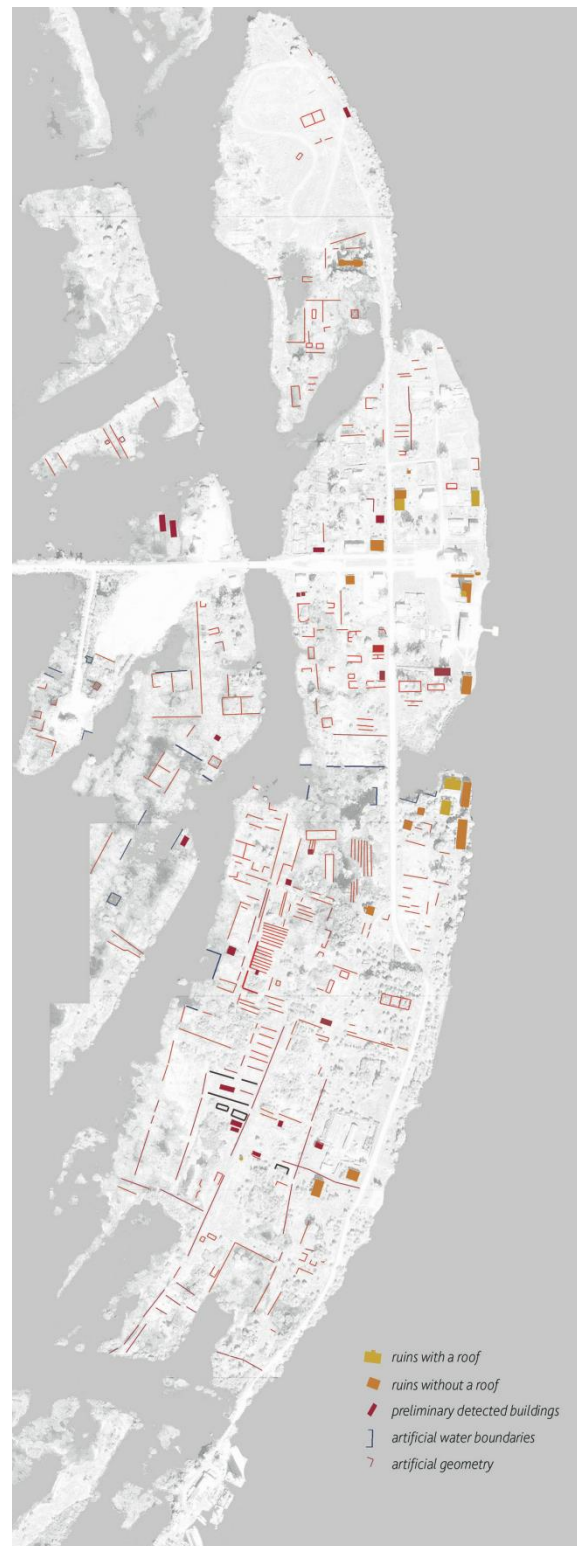 ruins with a roof
ruins without a roof
preliminary detected buildings
artificial water boundaries
artificial geometry